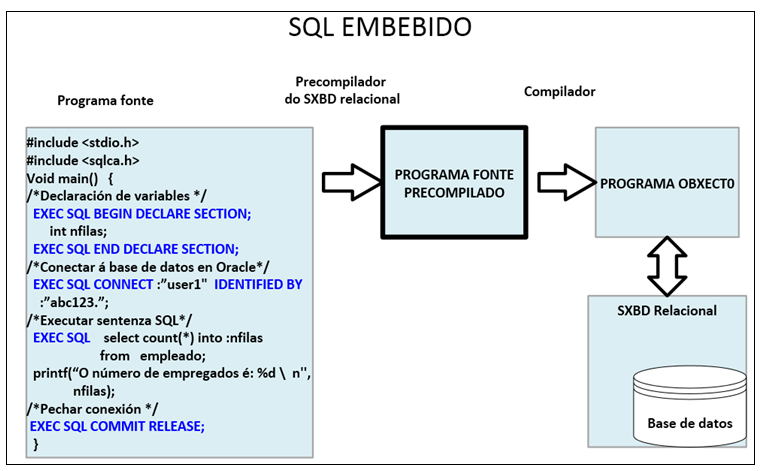 SQL EMBEBIDO
Programa fonte
Precompilador
do SXBD relacional
Compilador
#include <stdio.h>
#include <sqlca.h>
Void main()   {
/*Declaración de variables */
EXEC SQL BEGIN DECLARE SECTION;
int nfilas;
EXEC SQL END DECLARE SECTION;
/*Conectar á base de datos en Oracle*/
EXEC SQL CONNECT :”user1"  IDENTIFIED BY
:”abc123.”;
/*Executar sentenza SQL*/
EXEC SQL   select count(*) into :nfilas
from   empleado;
printf(“O número de empregados é: %d \  n",
nfilas);
/*Pechar conexión */
EXEC SQL COMMIT RELEASE;
}
PROGRAMA FONTE
PRECOMPILADO
PROGRAMA OBXECT0
SXBD Relacional
Base de datos